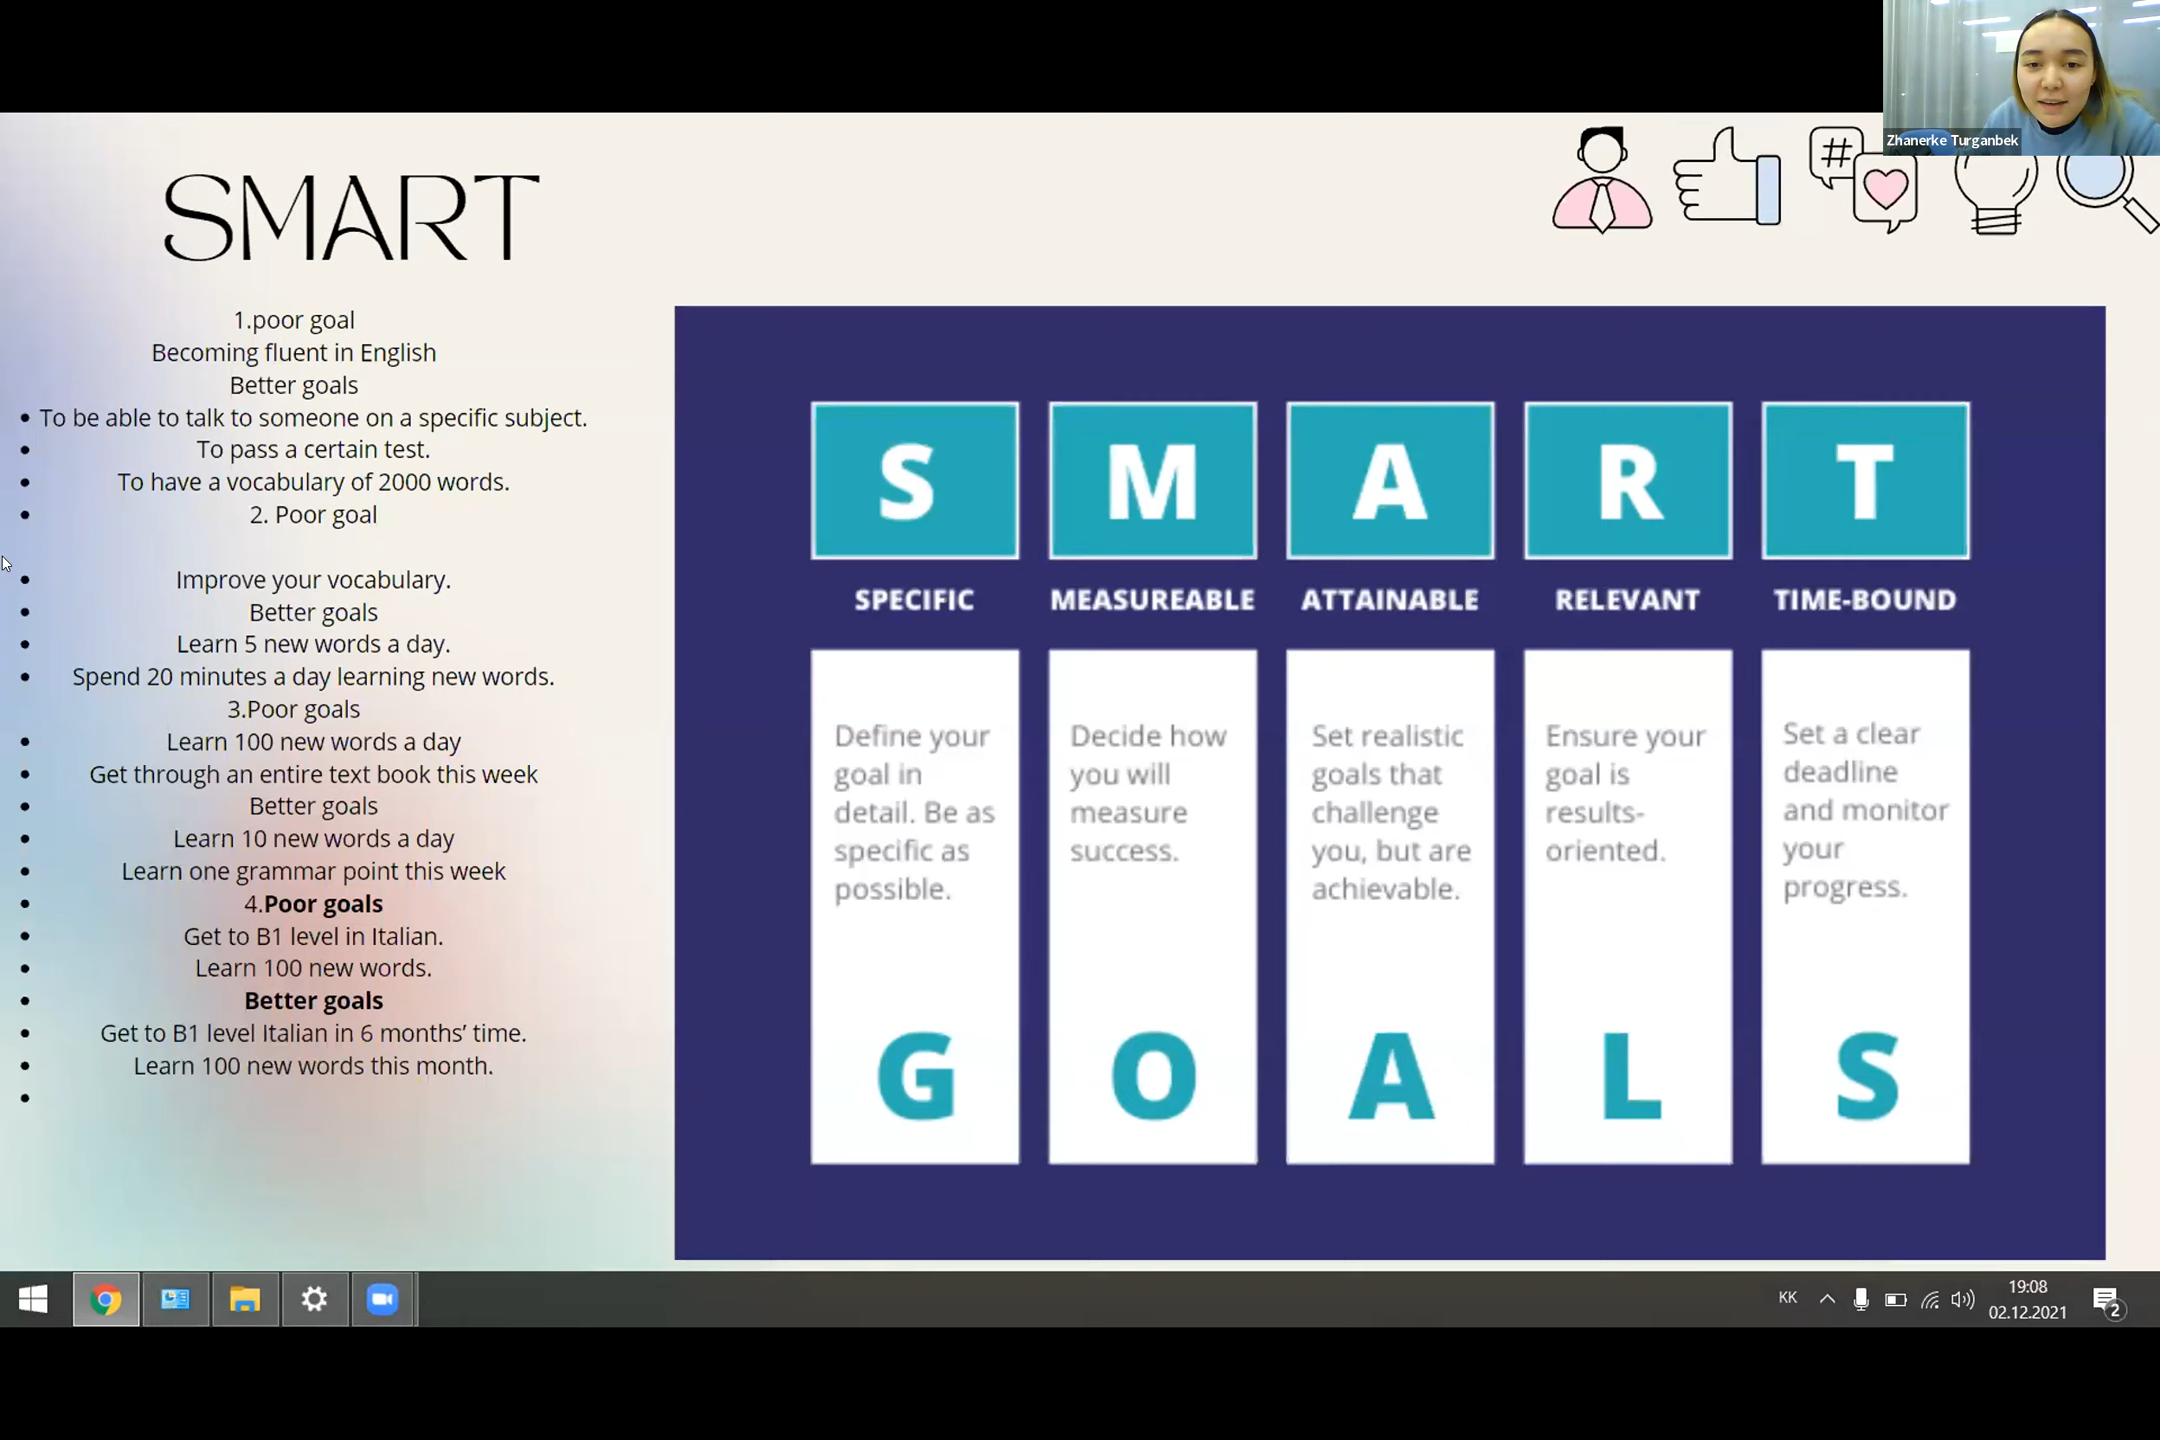 Zhanerke Turganbek
#
SMART
1.poor goal
Becoming fluent in English
Better goals
• To be able to talk to someone on a specific subject.
• To pass a certain test.
• To have a vocabulary of 2000 words.
• 2. Poor goal
• Improve your vocabulary.
• Better goals
• Learn 5 new words a day.
• Spend 20 minutes a day learning new words.
3.Poor goals
• Learn 100 new words a day
• Get through an entire text book this week
• Better goals
• Learn 10 new words a day
• Learn one grammar point this week
• 4.Poor goals
• Get to B1 level in Italian.
• Learn 100 new words.
• Better goals
• Get to B1 level Italian in 6 months’ time.
• Learn 100 new words this month.
•
S M A R T
SPECIFIC MEASUREABLE ATTAINABLE RELEVANT TIME-BOUND
Define your
goal in
detail. Be as
specific as
possible.
Decide how
you will
measure
success.
Set realistic
goals that
challenge
you, but are
achievable.
Ensure your
goal is
results-
oriented.
Set a clear
deadline
and monitor
your
progress.
G O A L S
KK
19:08
02.12.2021
2